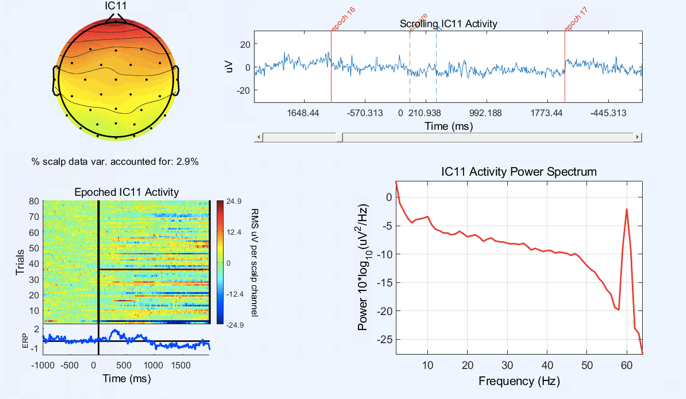 IC11
% scalp data var. accounted for: 2.9%
Scrolling IC11 Activity
epoch 16
epoch 17
uV
20
0
-20
1648.44 -570.313 0 210.938 992.188 1773.44 -445.313
Time (ms)
Epoched IC11 Activity
Trials
80
70
60
50
40
30
20
10
24.9
12.4
0
-12.4
-24.9
RMS uV per scalp channel
ERP
2
-1
-1000 -500 0 500 1000 1500
Time (ms)
IC11 Activity Power Spectrum
Power 10*log10(uV2/Hz)
0
-5
-10
-15
-20
-25
10 20 30 40 50 60
Frequency (Hz)